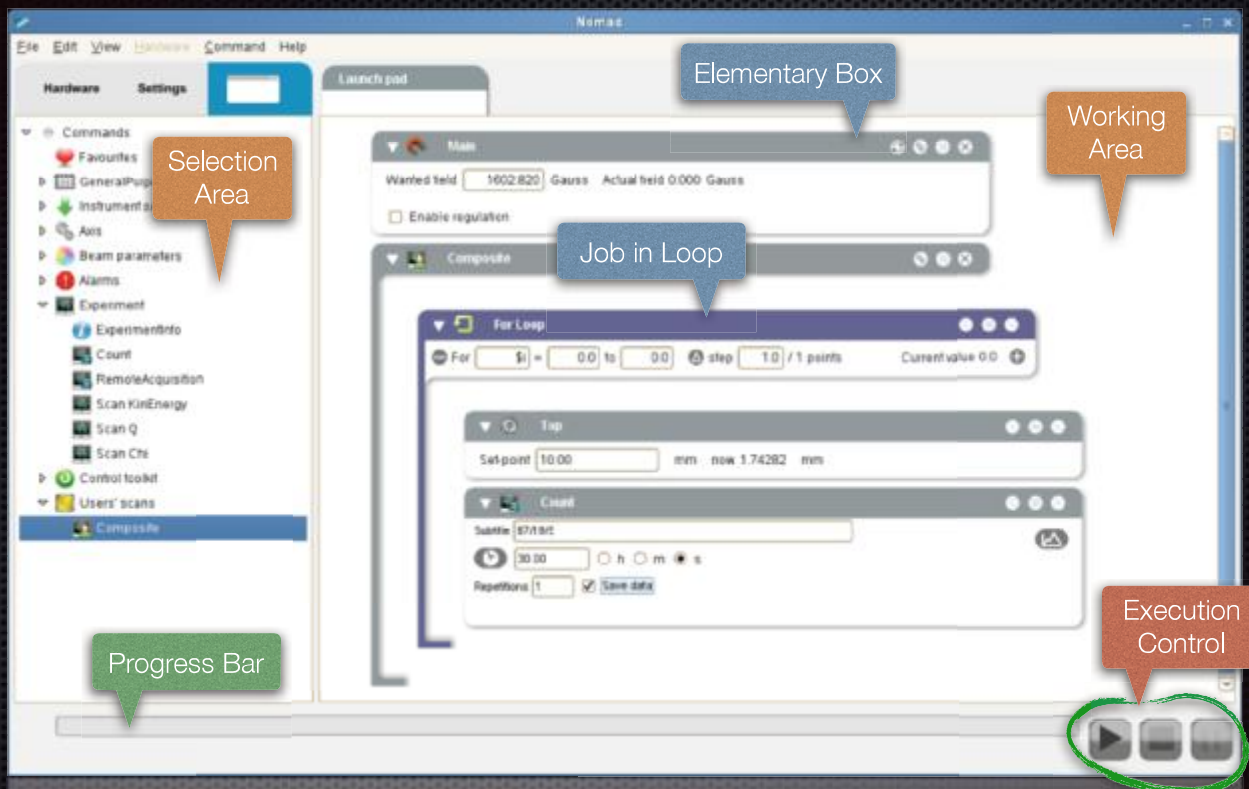 Nomad
File Edit View Hardware Command Help
Hardware Settings
Launch pad
Elementary Box
Working
Area
Commands
Favourites
Selection
Area
Axis
Beam parameters
Alarms
Experiment
ExperimentInfo
Count
RemoteAcquisition
Scan KinEnergy
Scan Q
Scan Chi
Control toolkit
Users' scans
Composite
Main
Wanted field 1602.820 Gauss Actual field 0.000 Gauss
Enable regulation
Composite
Job in Loop
For Loop
For $i = 0.0 to 0.0 step 1.0 / 1 points Current value 0.0
Set-point 10.00 mm now 1.74282 mm
Count
Subtitle
30.00 h m s
Repetitions 1 Save data
Execution
Control
Progress Bar